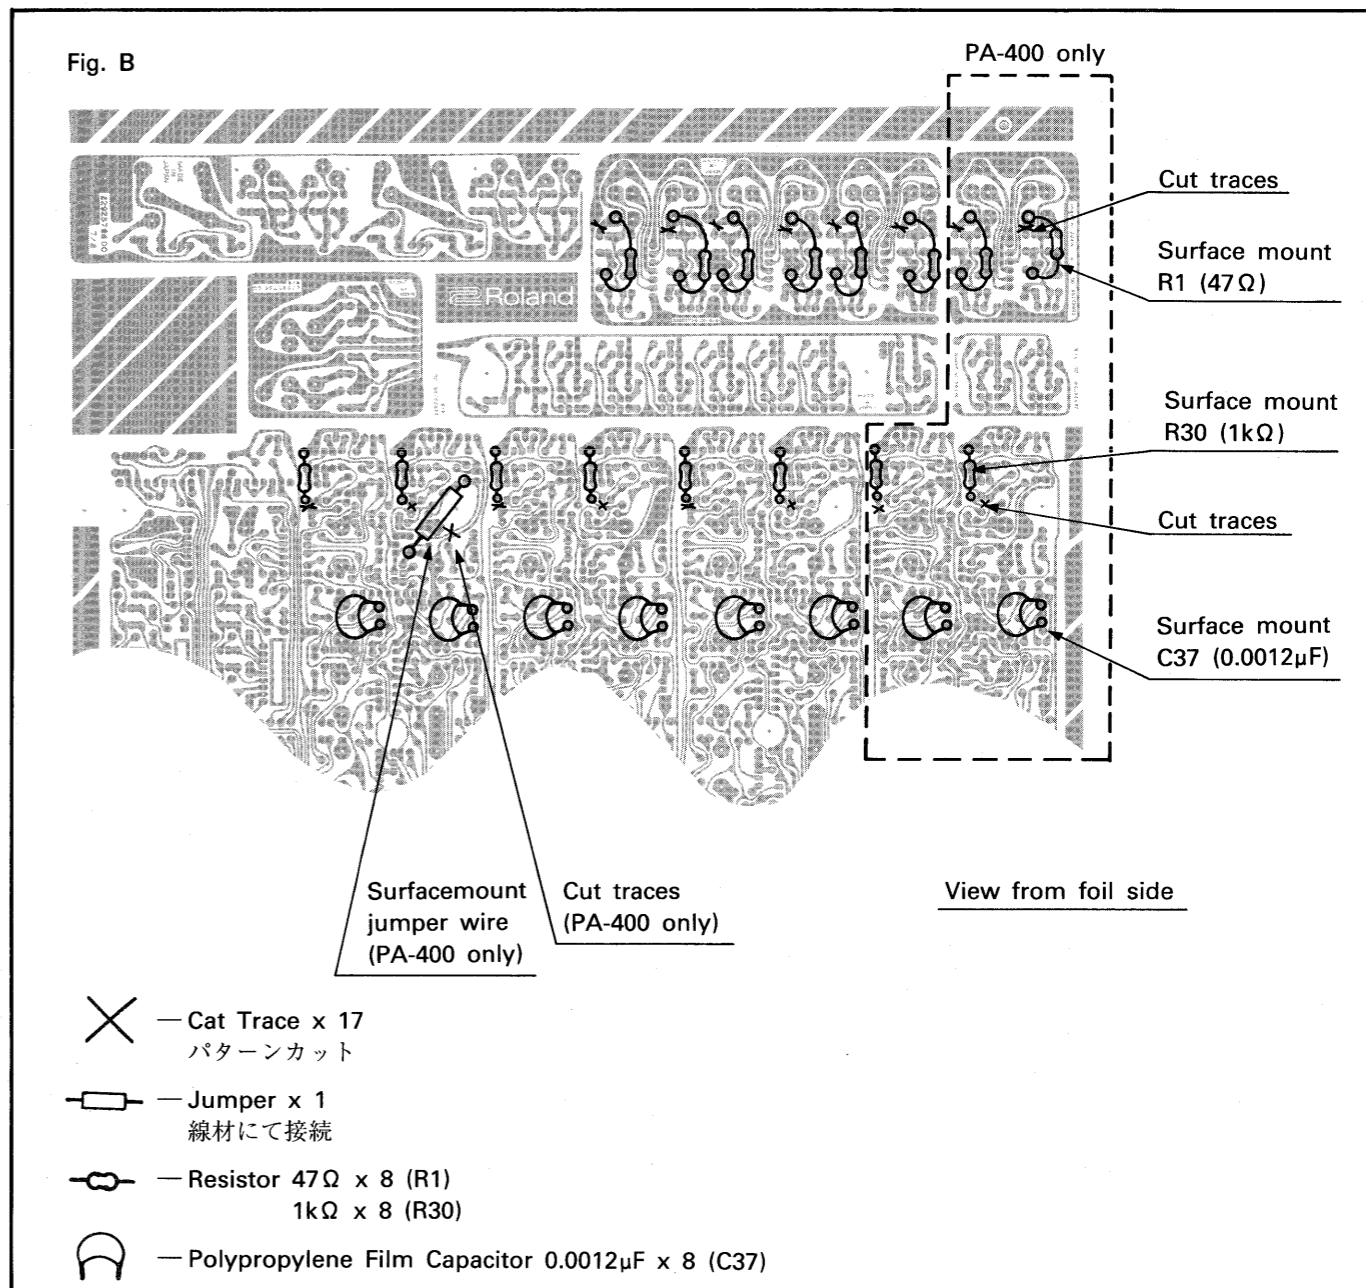 Fig. B
PA-400 only
Cut traces
Surface mount
R1 (47Ω)
MADE
IN
JAPAN
Roland
Surface mount
R30 (1kΩ)
Cut traces
Surface mount
C37 (0.0012μF)
Surfacemount
jumper wire
(PA-400 only)
Cut traces
(PA-400 only)
View from foil side
— Cat Trace x 17
パターンカット
— Jumper x 1
線材にて接続
— Resistor 47Ω x 8 (R1)
1kΩ x 8 (R30)
— Polypropylene Film Capacitor 0.0012μF x 8 (C37)